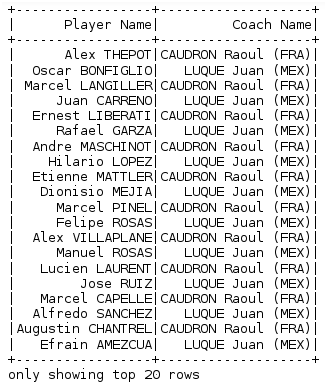 +------------------+--------------------+
|       Player Name|          Coach Name|
+------------------+--------------------+
|       Alex THEPOT|CAUDRON Raoul (FRA)|
|   Oscar BONFIGLIO|   LUQUE Juan (MEX)|
|  Marcel LANGILLER|CAUDRON Raoul (FRA)|
|      Juan CARRENO|   LUQUE Juan (MEX)|
|   Ernest LIBERATI|CAUDRON Raoul (FRA)|
|      Rafael GARZA|   LUQUE Juan (MEX)|
|   Andre MASCHINOT|CAUDRON Raoul (FRA)|
|     Hilario LOPEZ|   LUQUE Juan (MEX)|
|   Etienne MATTLER|CAUDRON Raoul (FRA)|
|    Dionisio MEJIA|   LUQUE Juan (MEX)|
|      Marcel PINEL|CAUDRON Raoul (FRA)|
|      Felipe ROSAS|   LUQUE Juan (MEX)|
|   Alex VILLAPLANE|CAUDRON Raoul (FRA)|
|      Manuel ROSAS|   LUQUE Juan (MEX)|
|    Lucien LAURENT|CAUDRON Raoul (FRA)|
|         Jose RUIZ|   LUQUE Juan (MEX)|
|    Marcel CAPELLE|CAUDRON Raoul (FRA)|
|   Alfredo SANCHEZ|   LUQUE Juan (MEX)|
|Augustin CHANTREL|CAUDRON Raoul (FRA)|
|    Efrain AMEZCUA|   LUQUE Juan (MEX)|
+------------------+--------------------+
only showing top 20 rows